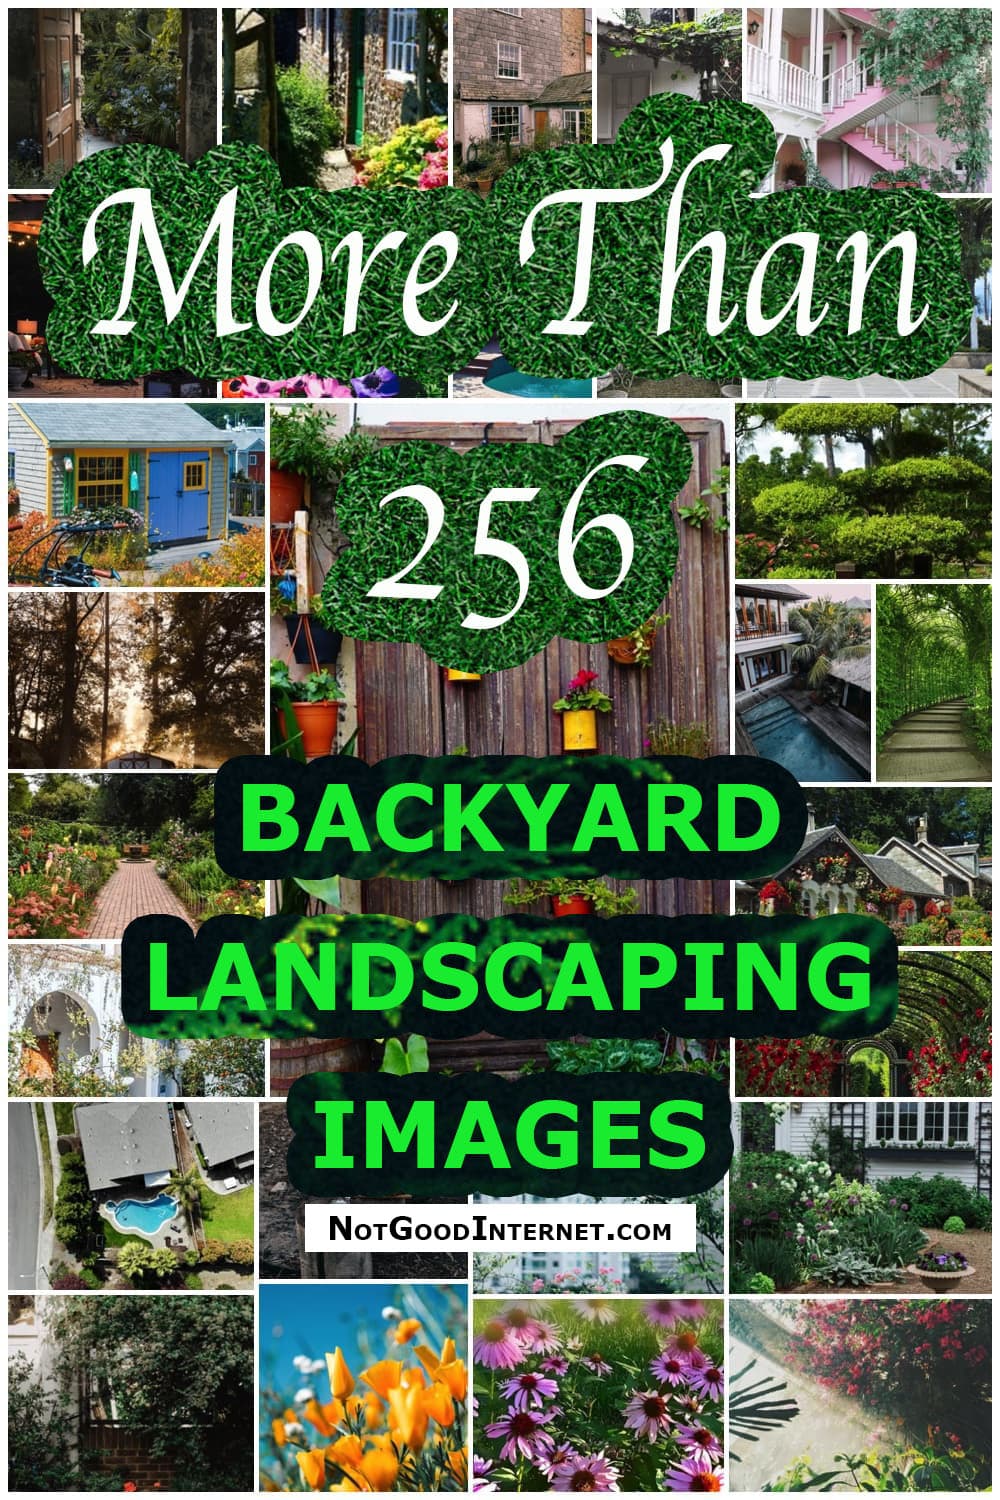 More Than
256
BACKYARD
LANDSCAPING
IMAGES
NotGoodInternet.com